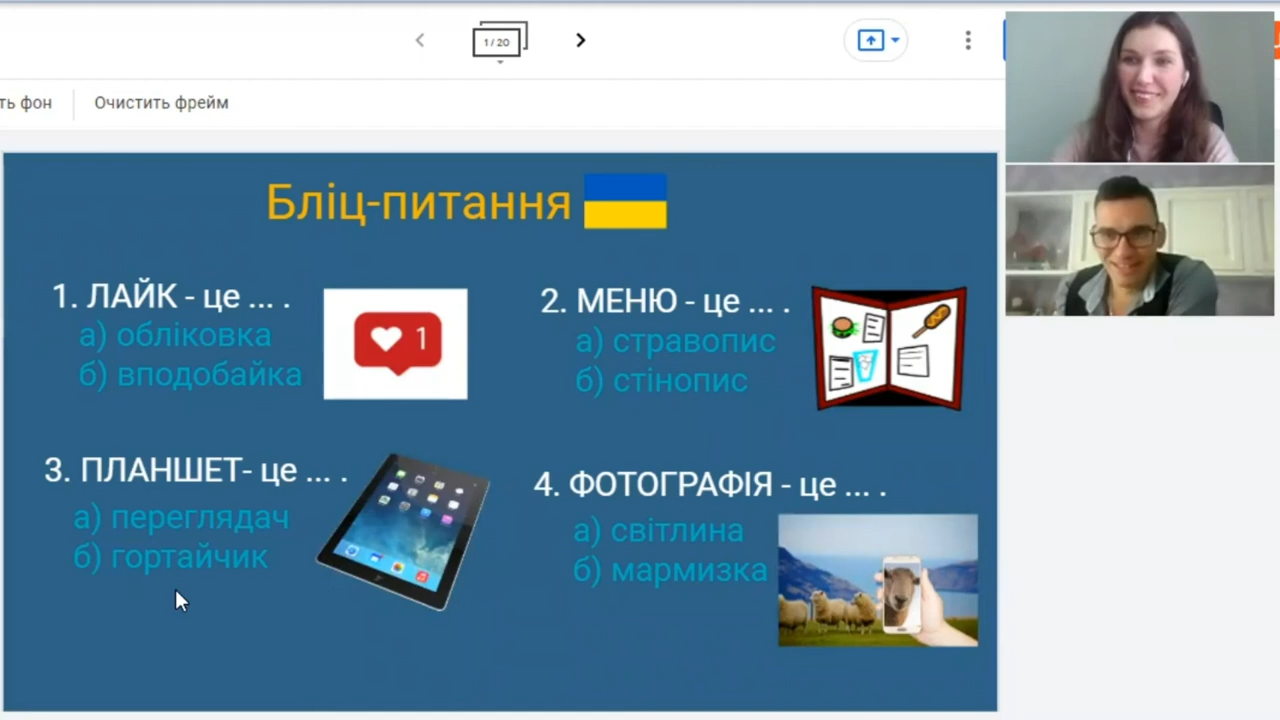 1 / 20
ть фон
Очистить фрейм
Бліц-питання
1. ЛАЙК - це ... .
а) обліковка
б) вподобайка
1
2. МЕНЮ - це ... .
а) стравопис
б) стінопис
3. ПЛАНШЕТ- це ... .
а) переглядач
б) гортайчик
4. ФОТОГРАФІЯ - це ... .
а) світлина
б) мармизка